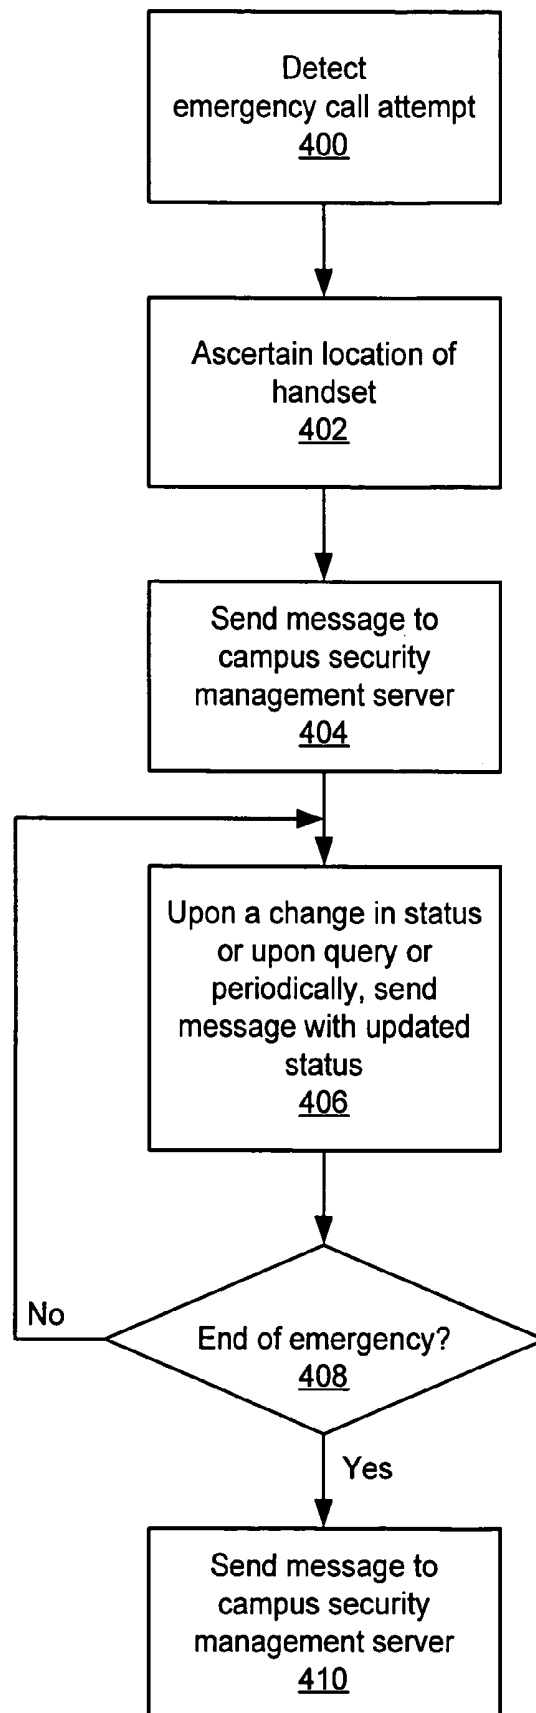 Detect
emergency call attempt
400
Ascertain location of
handset
402
Send message to
campus security
management server
404
Upon a change in status
or upon query or
periodically, send
message with updated
status
406
No
End of emergency?
408
Yes
Send message to
campus security
management server
410